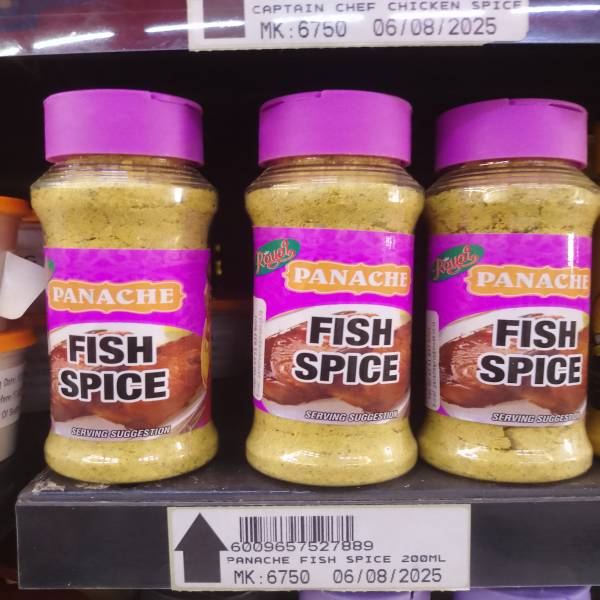 CAPTAIN CHEF CHICKEN SPICE
MK:6750 06/08/2025
PANACHE
FISH
SPICE
SERVING SUGGESTION
Royal
PANACHE
FISH
SPICE
SERVING SUGGESTION
Royal
PANACHE
FISH
SPICE
SERVING SUGGEST
6009657527889
PANACHE FISH SPICE 200ML
MK:6750 06/08/2025